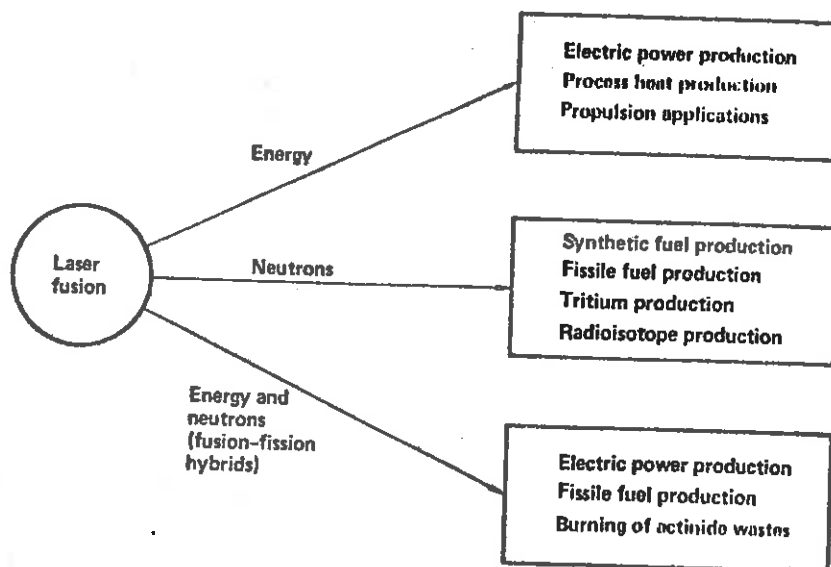 Electric power production
Process heat production
Propulsion applications
Energy
Laser
fusion
Neutrons
Synthetic fuel production
Fissile fuel production
Tritium production
Radioisotope production
Energy and
neutrons
(fusion–fission
hybrids)
Electric power production
Fissile fuel production
Burning of actinide wastes